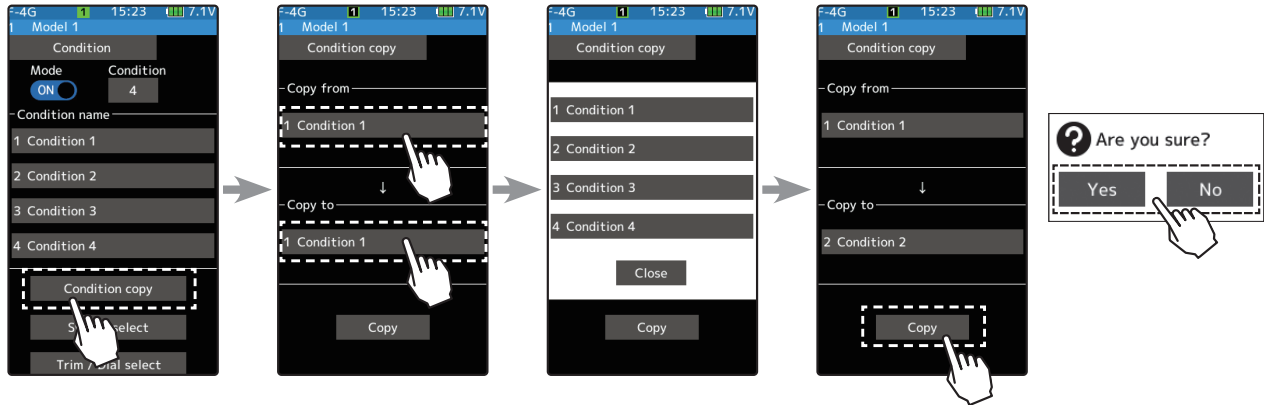 F-4G 1 15:23 7.1V
1 Model 1
Condition
Mode Condition
ON 4
Condition name
1 Condition 1
2 Condition 2
3 Condition 3
4 Condition 4
Condition copy
select
Trim / Dial select
F-4G 1 15:23 7.1V
1 Model 1
Condition copy
Copy from
1 Condition 1
↓
Copy to
1 Condition 1
Copy
F-4G 1 15:23 7.1V
1 Model 1
Condition copy
1 Condition 1
2 Condition 2
3 Condition 3
4 Condition 4
Close
Copy
F-4G 1 15:23 7.1V
1 Model 1
Condition copy
Copy from
1 Condition 1
↓
Copy to
2 Condition 2
Copy
? Are you sure?
Yes No